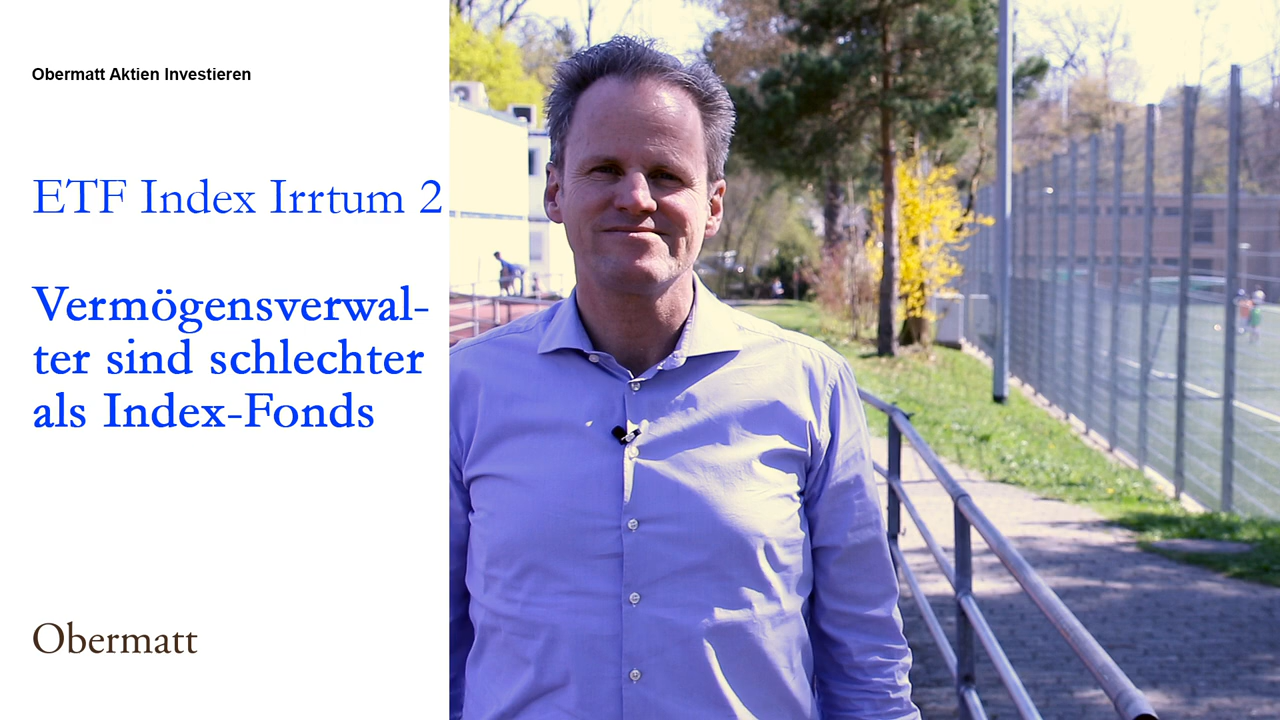 Obermatt Aktien Investieren
ETF Index Irrtum 2
Vermögensverwal-
ter sind schlechter
als Index-Fonds
Obermatt